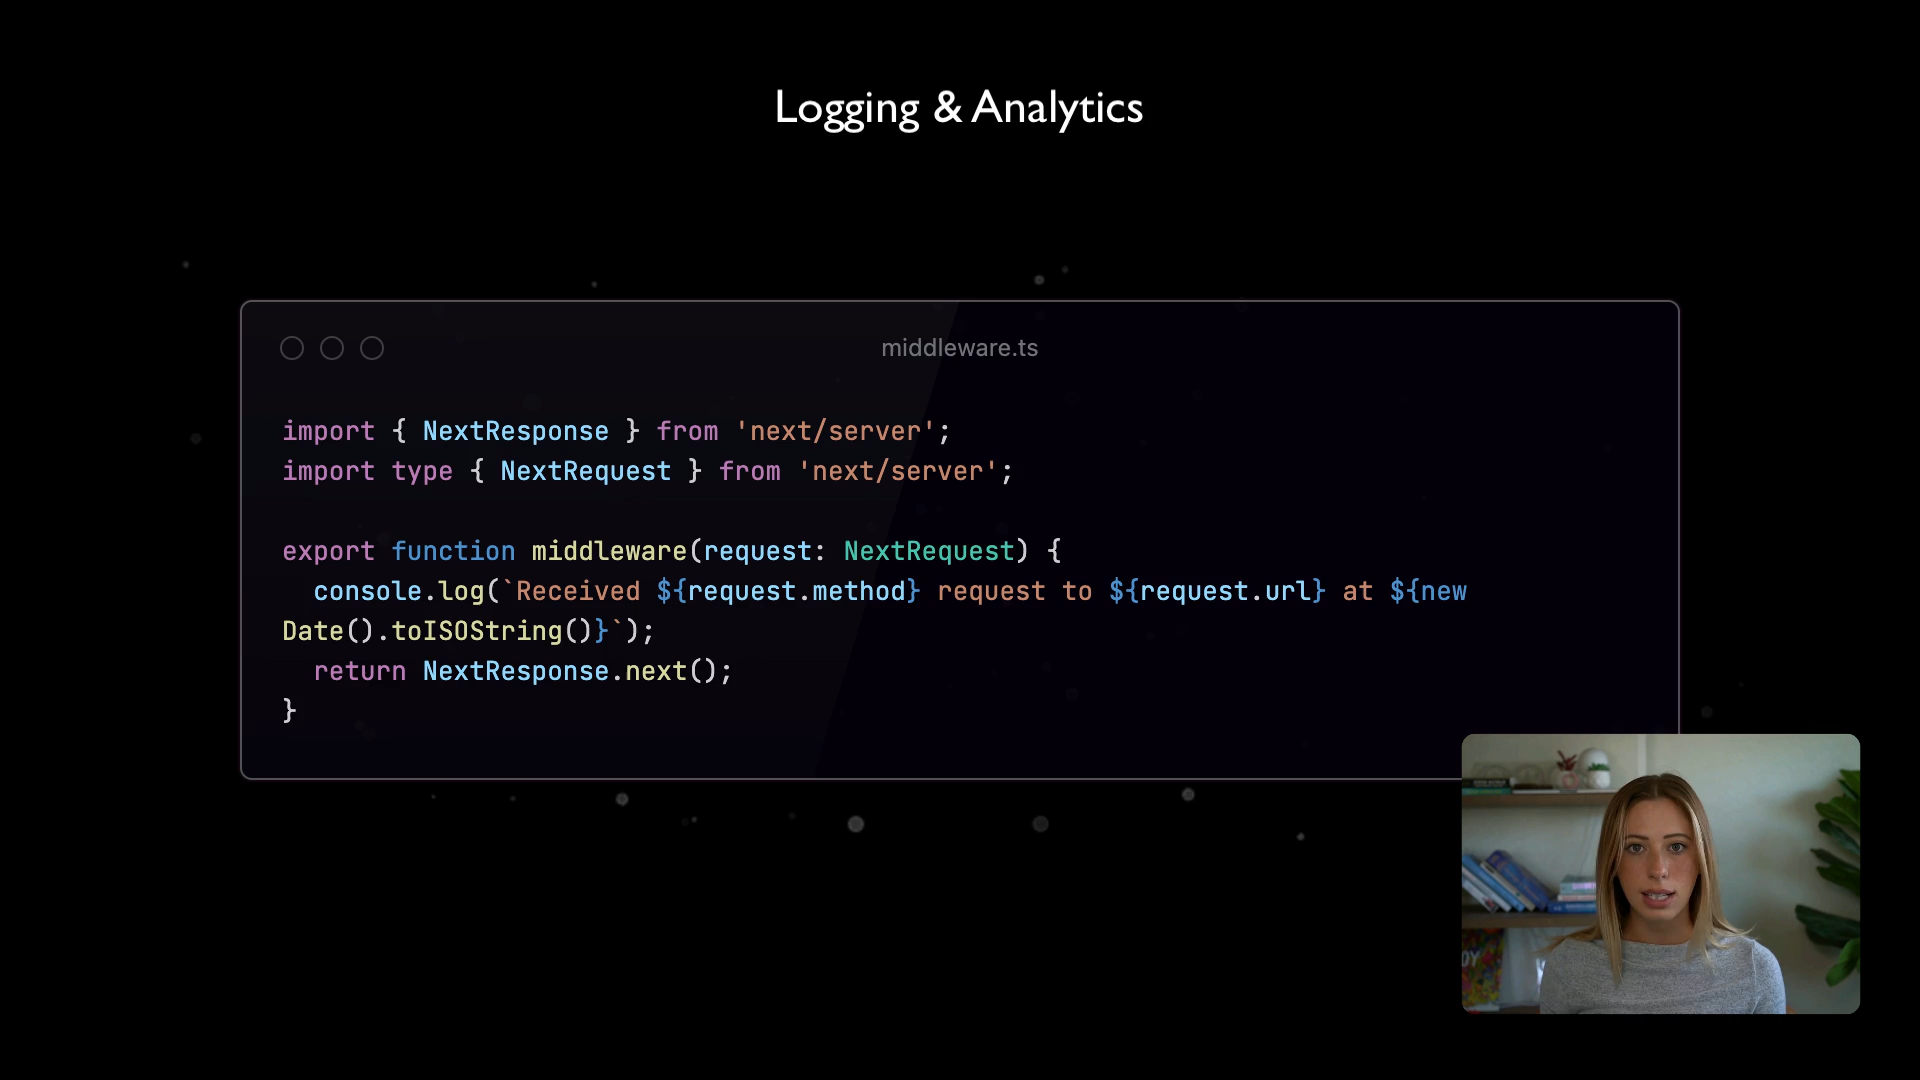 Logging & Analytics
middleware.ts
import { NextResponse } from 'next/server';
import type { NextRequest } from 'next/server';
export function middleware(request: NextRequest) {
  console.log(`Received ${request.method} request to ${request.url} at ${new
Date().toISOString()}`);
  return NextResponse.next();
}